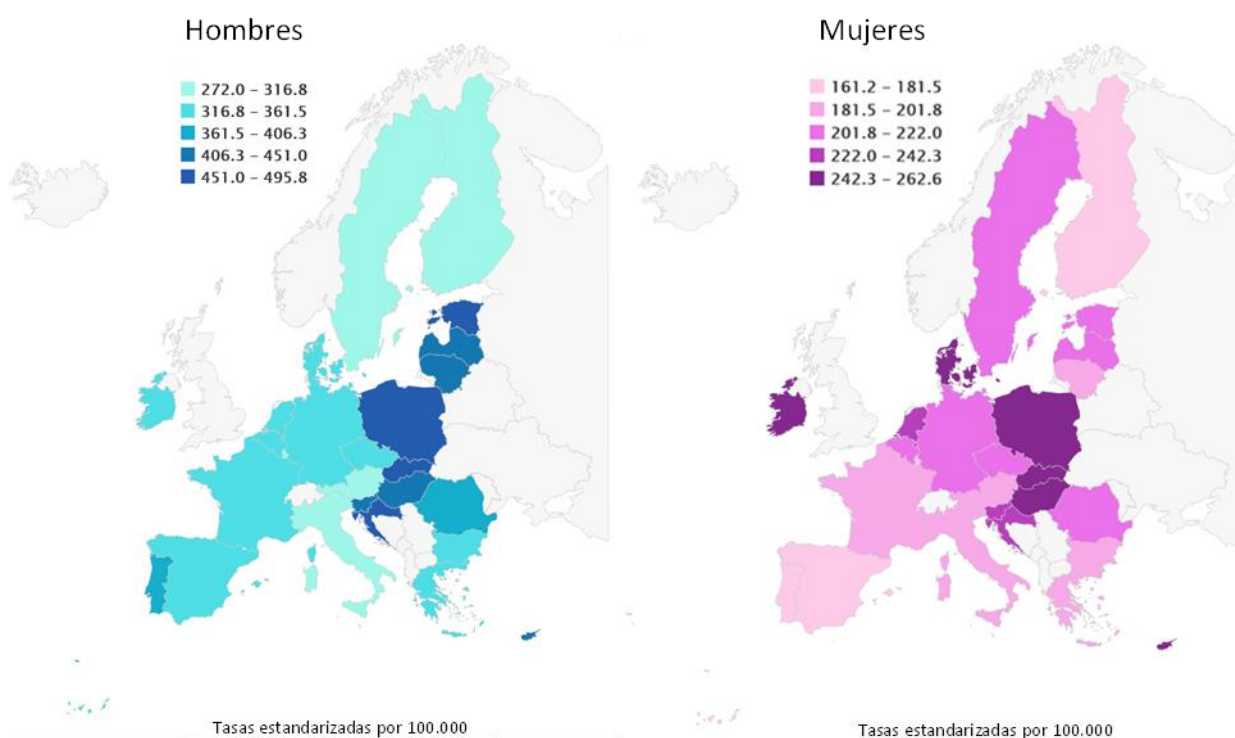 Hombres
272.0 – 316.8
316.8 – 361.5
361.5 – 406.3
406.3 – 451.0
451.0 – 495.8
Tasas estandarizadas por 100.000
Mujeres
161.2 – 181.5
181.5 – 201.8
201.8 – 222.0
222.0 – 242.3
242.3 – 262.6
Tasas estandarizadas por 100.000